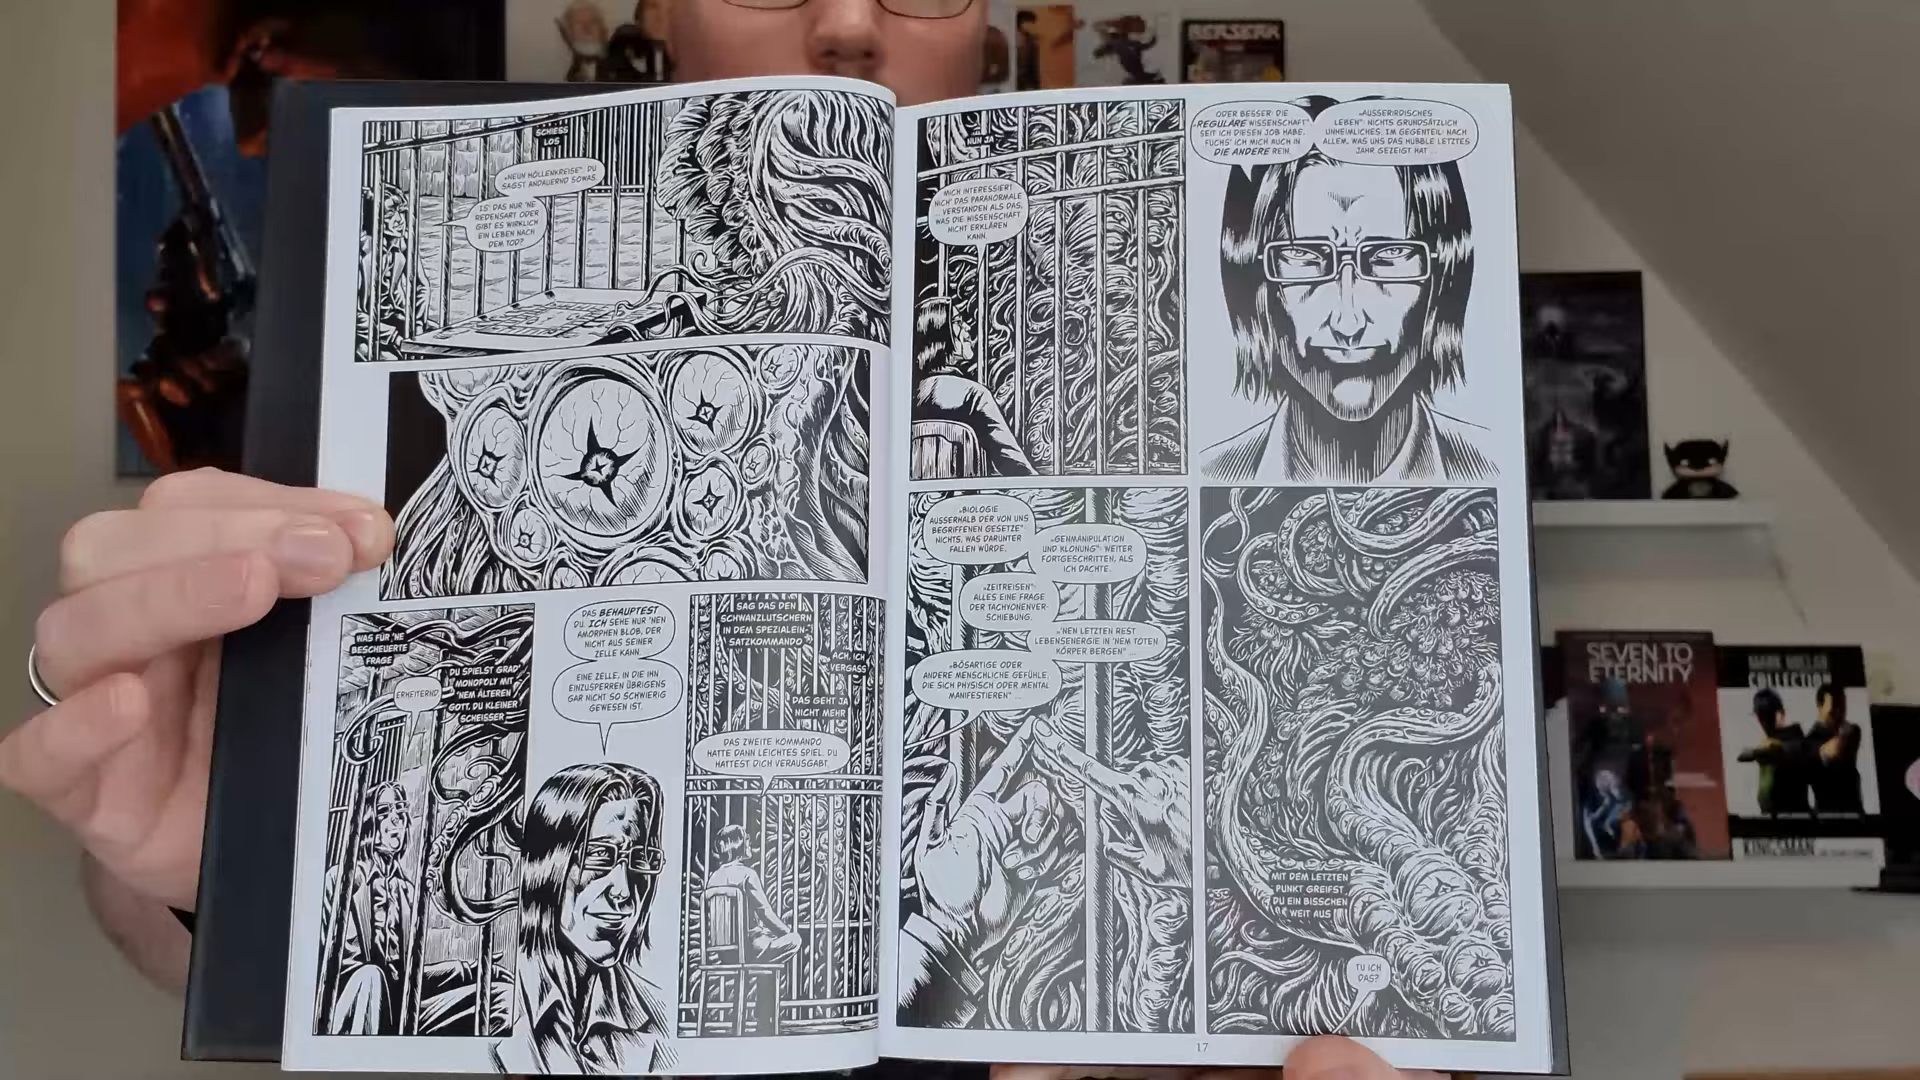 SCHIESS
LOS
„NEUN HÖLLENKREISE“. DU
SAGST ANDAUERND SOWAS.
IS' DAS NUR 'NE
REDENSART ODER
GIBT ES WIRKLICH
EIN LEBEN NACH
DEM TOD?
WAS FÜR 'NE
BESCHEUERTE
FRAGE
ERHEITERND
DU SPIELST GRAD'
MONOPOLY MIT
'NEM ÄLTEREN
GOTT, DU KLEINER
SCHEISSER
DAS BEHAUPTEST
DU. ICH SEHE NUR 'NEN
AMORPHEN BLOB, DER
NICHT AUS SEINER
ZELLE KANN.
EINE ZELLE, IN DIE IHN
EINZUSPERREN ÜBRIGENS
GAR NICHT SO SCHWIERIG
GEWESEN IST.
SAG DAS DEN
SCHWANZLUTSCHERN
IN DEM SPEZIALEIN-
SATZKOMMANDO
ACH, ICH
VERGASS
DAS GEHT JA
NICHT MEHR
DAS ZWEITE KOMMANDO
HATTE DANN LEICHTES SPIEL. DU
HATTEST DICH VERAUSGABT.
NUN JA
MICH INTERESSIERT
NICH' DAS PARANORMALE
VERSTANDEN ALS DAS,
WAS DIE WISSENSCHAFT
NICHT ERKLÄREN
KANN.
ODER BESSER: DIE
REGULÄRE WISSENSCHAFT.
SEIT ICH DIESEN JOB HABE,
FUCHS' ICH MICH AUCH IN
DIE ANDERE REIN.
„AUSSERIRDISCHES
LEBEN“: NICHTS GRUNDSÄTZLICH
UNHEIMLICHES. IM GEGENTEIL: NACH
ALLEM, WAS UNS DAS HUBBLE LETZTES
JAHR GEZEIGT HAT ...
„BIOLOGIE
AUSSERHALB DER VON UNS
BEGRIFFENEN GESETZE“:
NICHTS, WAS DARUNTER
FALLEN WÜRDE.
„GENMANIPULATION
UND KLONUNG“: WEITER
FORTGESCHRITTEN, ALS
ICH DACHTE.
„ZEITREISEN“:
ALLES EINE FRAGE
DER TACHYONENVER-
SCHIEBUNG.
„'NEN LETZTEN REST
LEBENSENERGIE IN 'NEM TOTEN
KÖRPER BERGEN“ ...
„BÖSARTIGE ODER
ANDERE MENSCHLICHE GEFÜHLE,
DIE SICH PHYSISCH ODER MENTAL
MANIFESTIEREN“ ...
MIT DEM LETZTEN
PUNKT GREIFST
DU EIN BISSCHEN
WEIT AUS
TU ICH
DAS?
17
BERSERK
SEVEN TO
ETERNITY
MARK MILLAR
COLLECTION
KINGSMAN